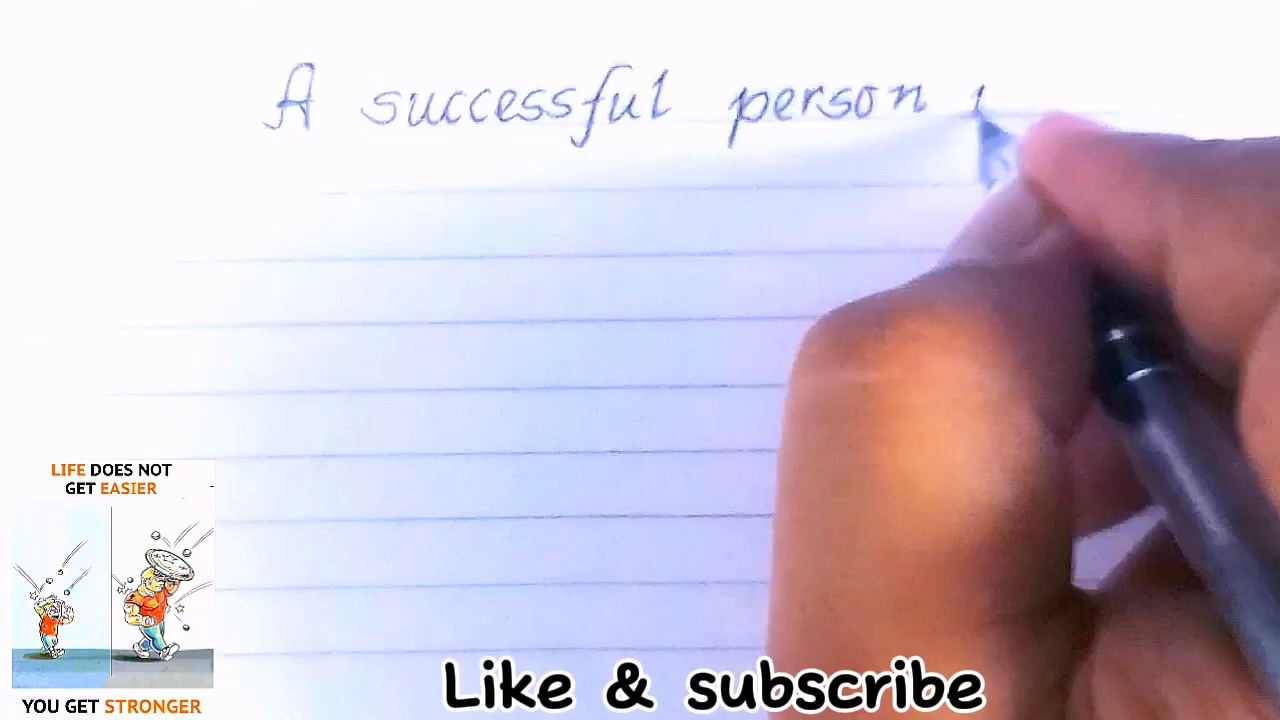 A successful person
LIFE DOES NOT
GET EASIER
YOU GET STRONGER
Like & subscribe